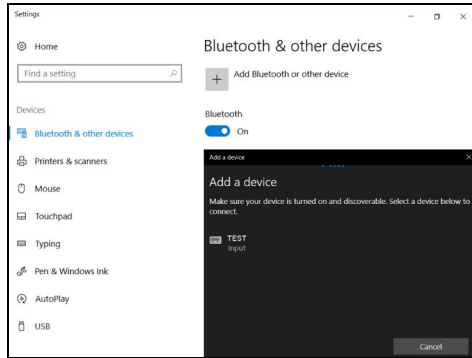 Settings
Home
Find a setting
Devices
Bluetooth & other devices
Printers & scanners
Mouse
Touchpad
Typing
Pen & Windows Ink
AutoPlay
USB
Bluetooth & other devices
Add Bluetooth or other device
Bluetooth
On
Add a device
Add a device
Make sure your device is turned on and discoverable. Select a device below to
connect.
TEST
Input
Cancel